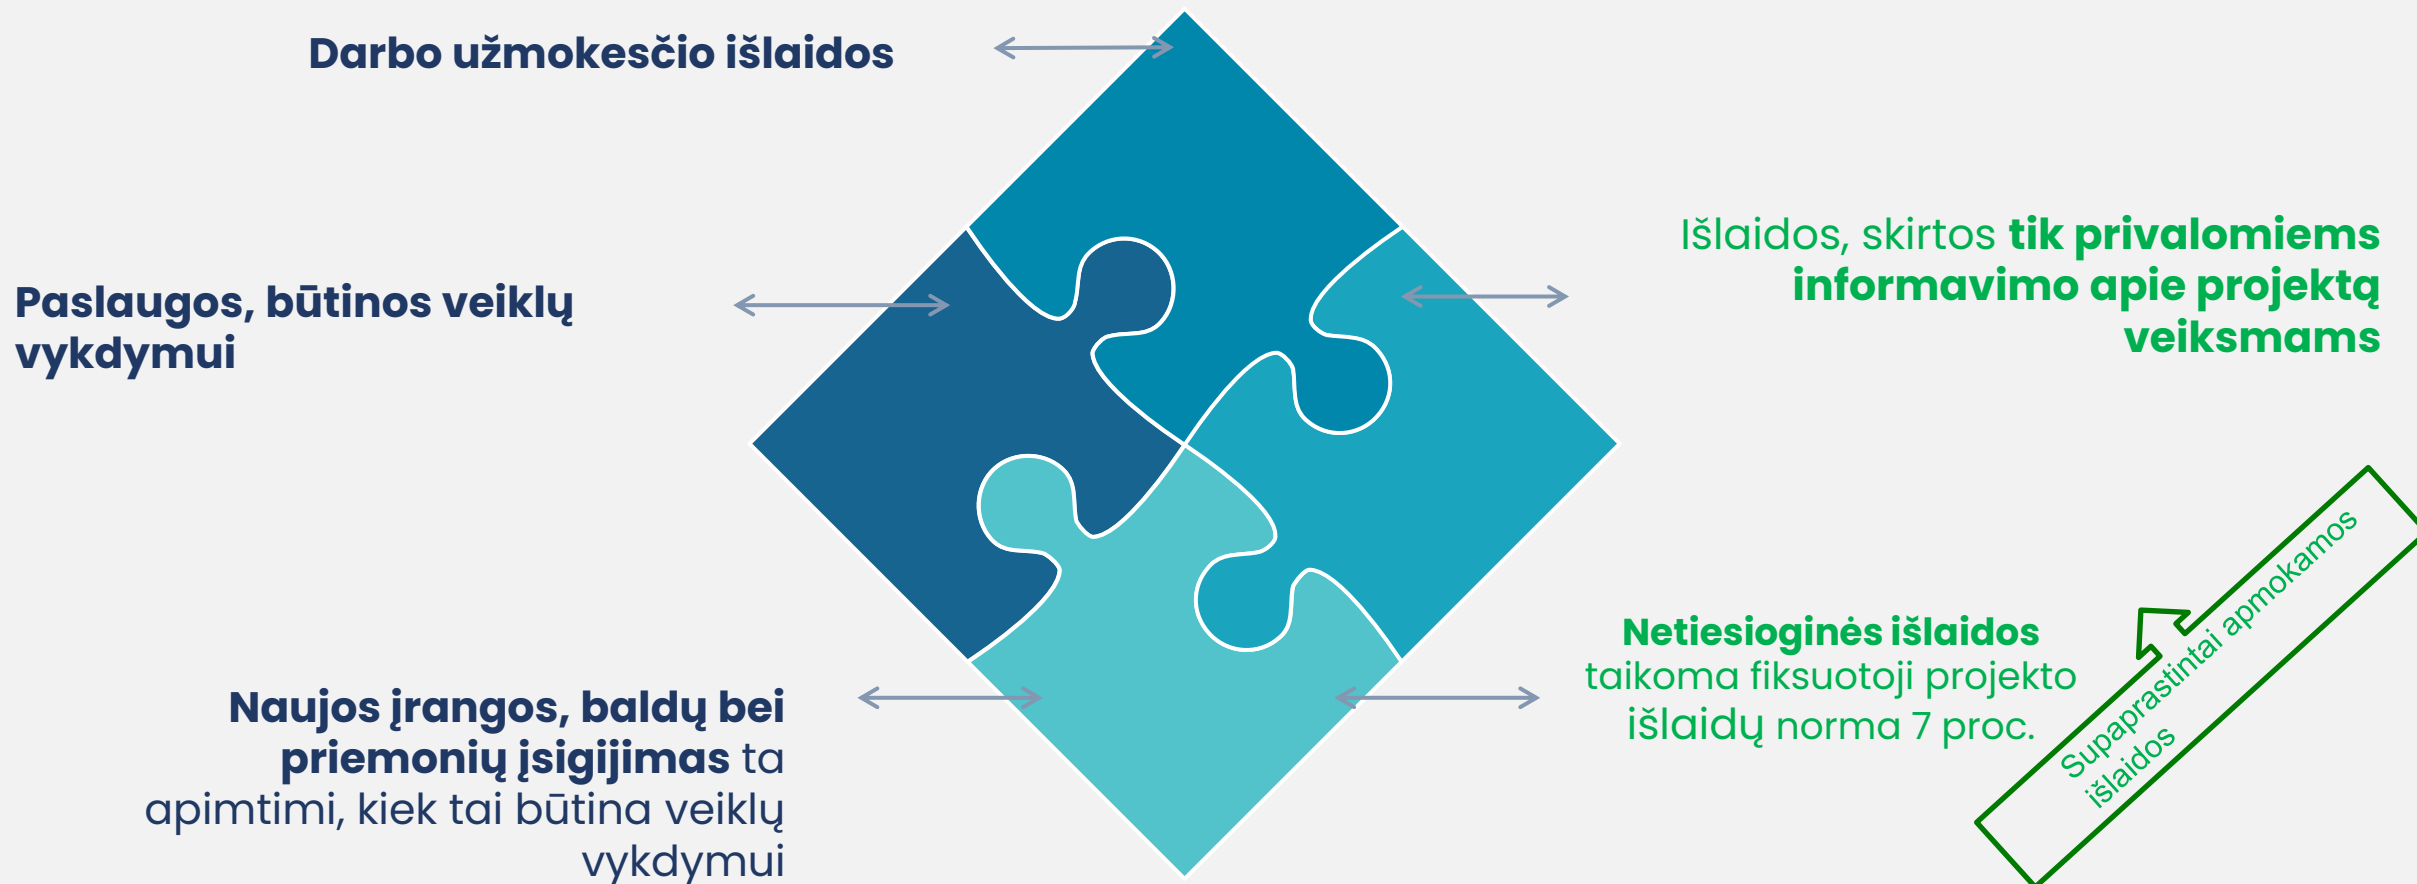 Darbo užmokesčio išlaidos
Paslaugos, būtinos veiklų
vykdymui
Naujos įrangos, baldų bei
priemonių įsigijimas ta
apimtimi, kiek tai būtina veiklų
vykdymui
Išlaidos, skirtos tik privalomiems
informavimo apie projektą
veiksmams
Netiesioginės išlaidos
taikoma fiksuotoji projekto
išlaidų norma 7 proc.
Supaprastintai apmokamos
išlaidos